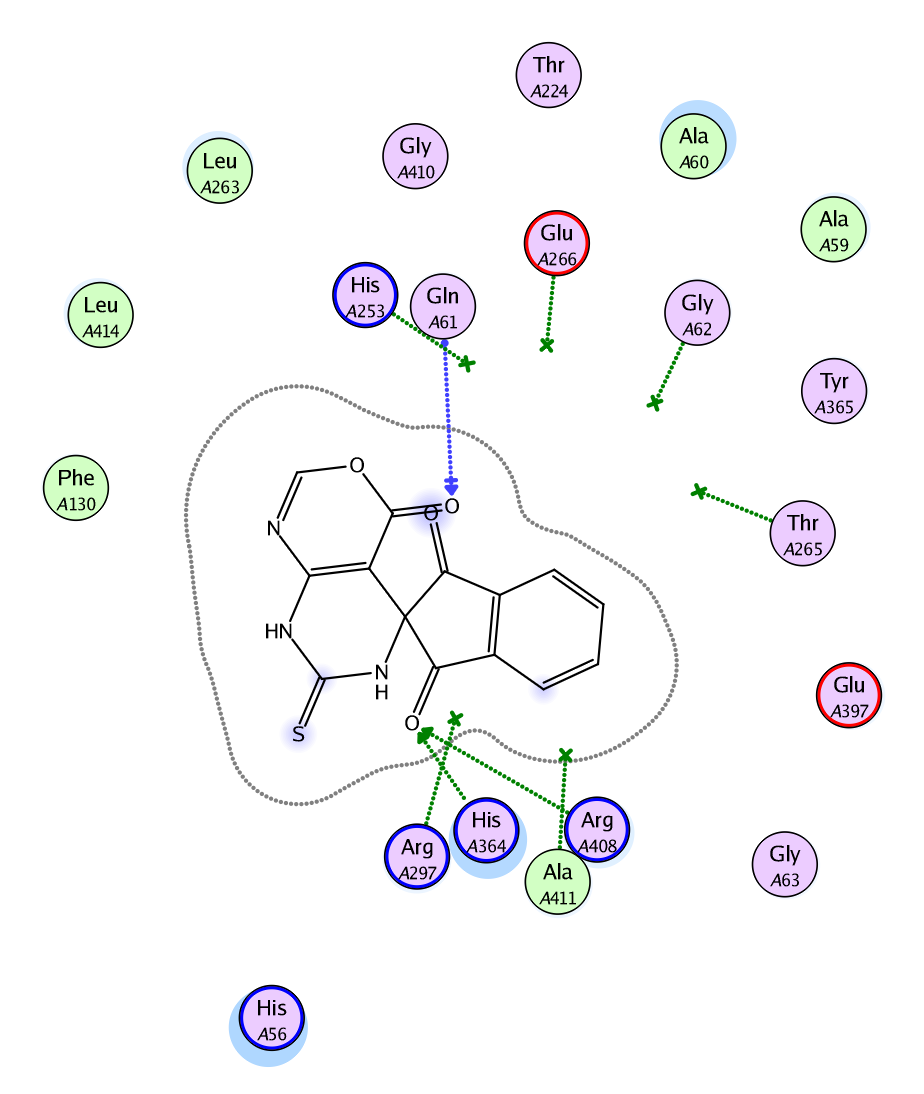 Thr
A224
Ala
A60
Gly
A410
Leu
A263
Ala
A59
Glu
A266
His
A253
Gln
A61
Gly
A62
Leu
A414
Tyr
A365
Phe
A130
O
N
O
O
Thr
A265
HN
N
H
O
S
Glu
A397
His
A364
Arg
A408
Arg
A297
Ala
A411
Gly
A63
His
A56